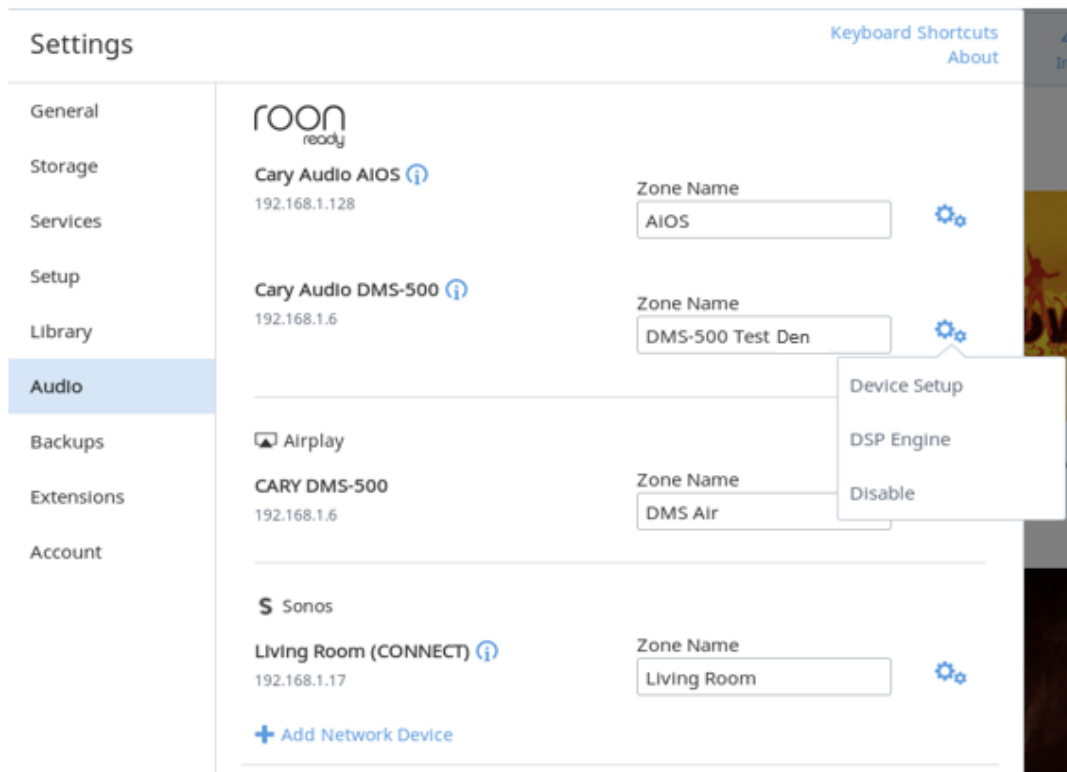 Settings
Keyboard Shortcuts
About
General
Storage
Services
Setup
Library
Audio
Backups
Extensions
Account
roon
ready
Cary Audio AIOS
192.168.1.128
Zone Name
AIOS
Cary Audio DMS-500
192.168.1.6
Zone Name
DMS-500 Test Den
Device Setup
DSP Engine
Disable
Airplay
CARY DMS-500
192.168.1.6
Zone Name
DMS Air
S Sonos
Living Room (CONNECT)
192.168.1.17
Zone Name
Living Room
+ Add Network Device